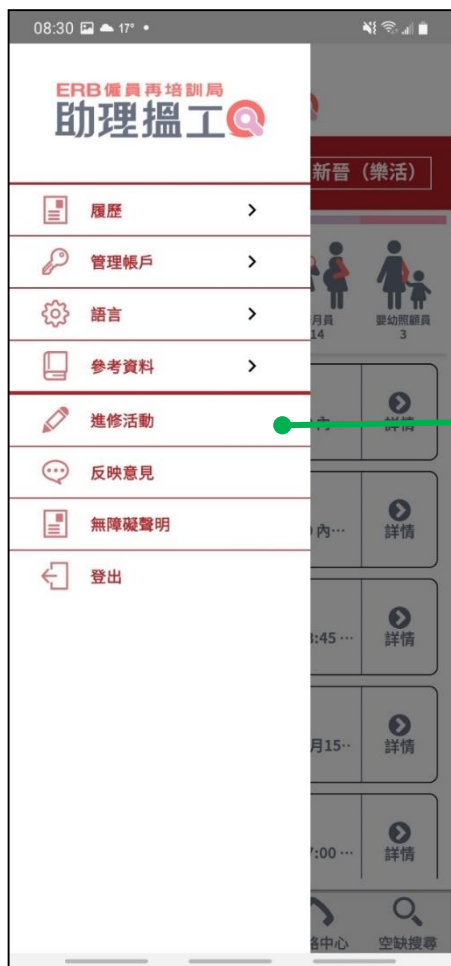 08:30 17°
ERB僱員再培訓局
助理搵工
新晉（樂活）
履歷
管理帳戶
月員
14
嬰幼照顧員
3
語言
參考資料
詳情
進修活動
內
反映意見
內…
詳情
無障礙聲明
登出
3:45 …
詳情
月15..
詳情
7:00 …
詳情
絡中心
空缺搜尋